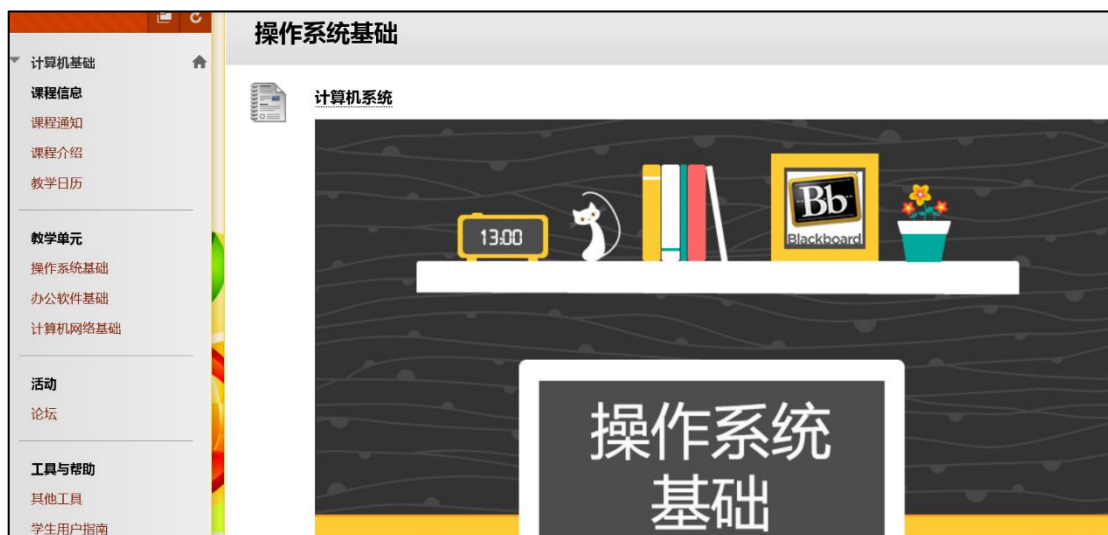 计算机基础
课程信息
课程通知
课程介绍
教学日历
教学单元
操作系统基础
办公软件基础
计算机网络基础
活动
论坛
工具与帮助
其他工具
学生用户指南
操作系统基础
计算机系统
13:00
Bb
Blackboard
操作系统
基础